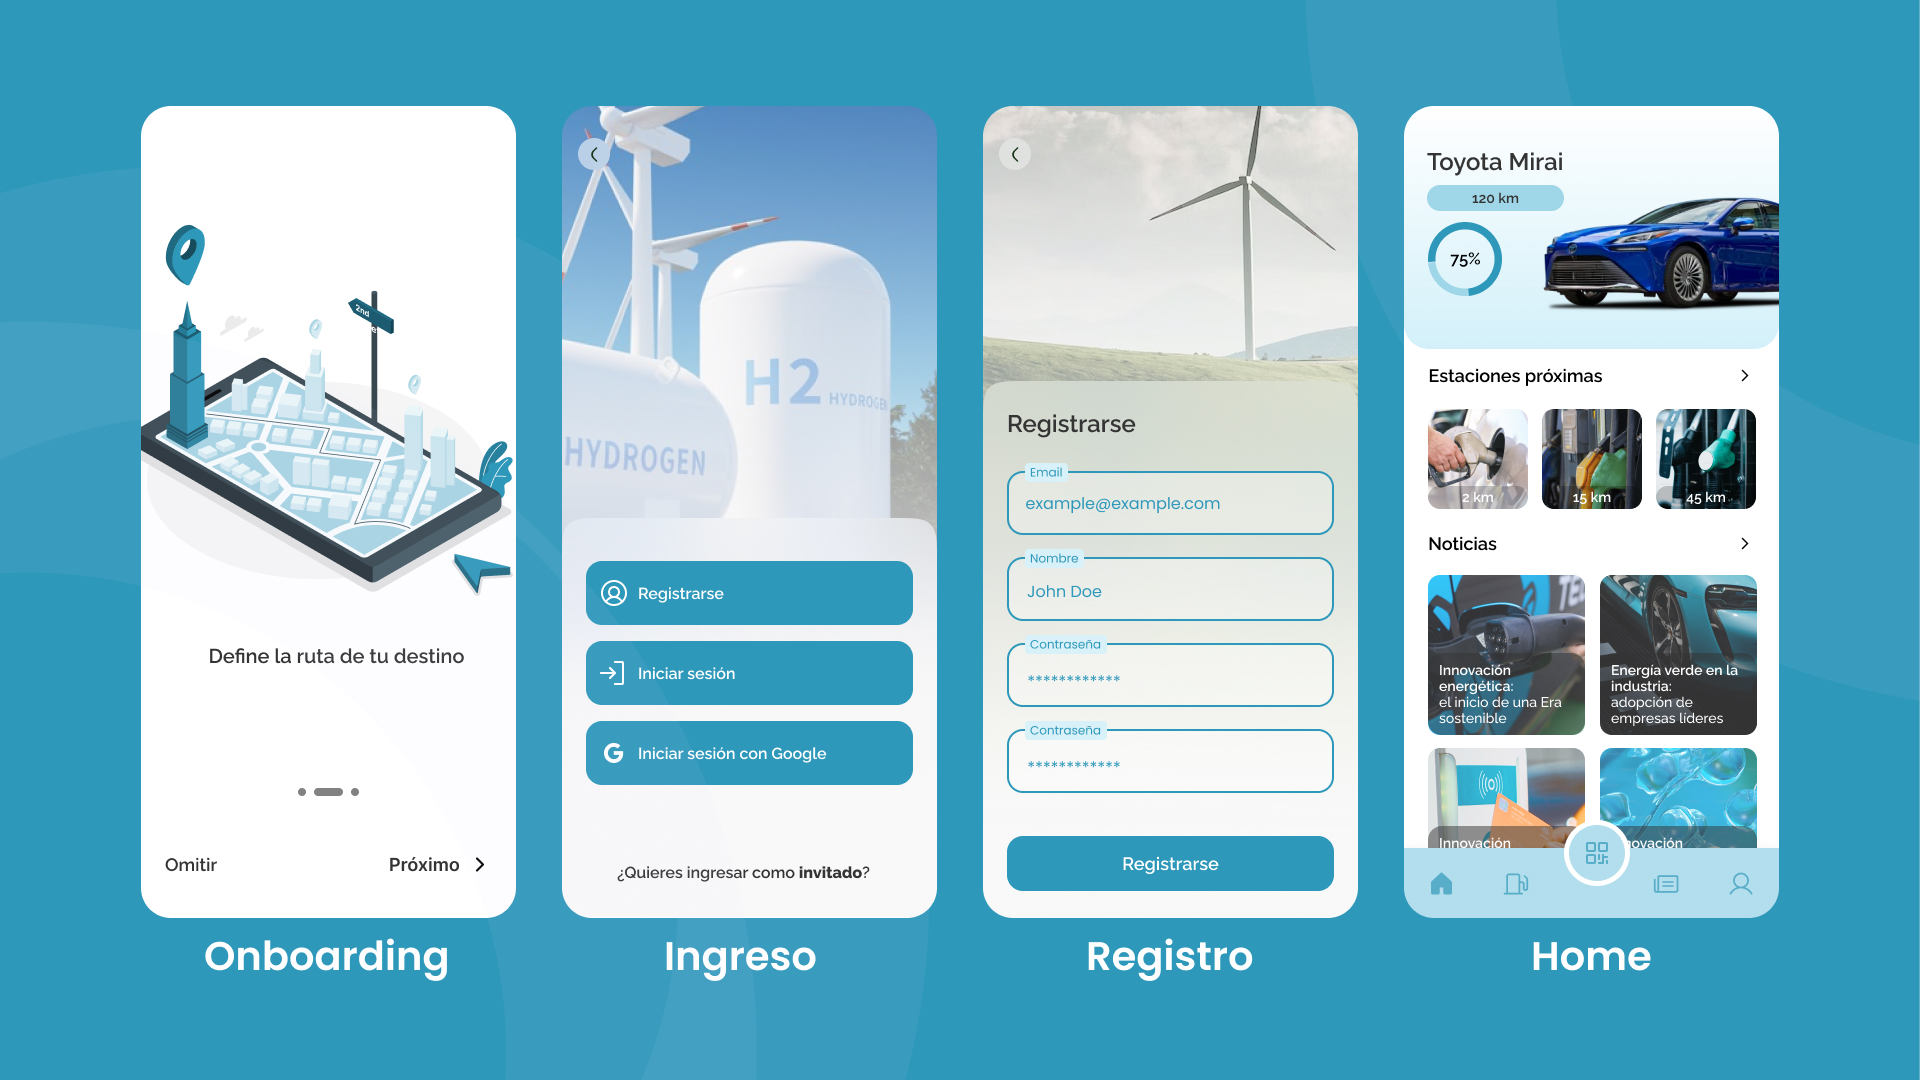 2nd
Define la ruta de tu destino
Omitir
Próximo
Onboarding
H2 HYDROGEN
HYDROGEN
Registrarse
Iniciar sesión
Iniciar sesión con Google
¿Quieres ingresar como invitado?
Ingreso
Registrarse
Email
example@example.com
Nombre
John Doe
Contraseña
************
Contraseña
************
Registrarse
Registro
Toyota Mirai
120 km
75%
Estaciones próximas
2 km
15 km
45 km
Noticias
Innovación
energética:
el inicio de una Era
sostenible
Energía verde en la
industria:
adopción de
empresas líderes
Innovación
Home